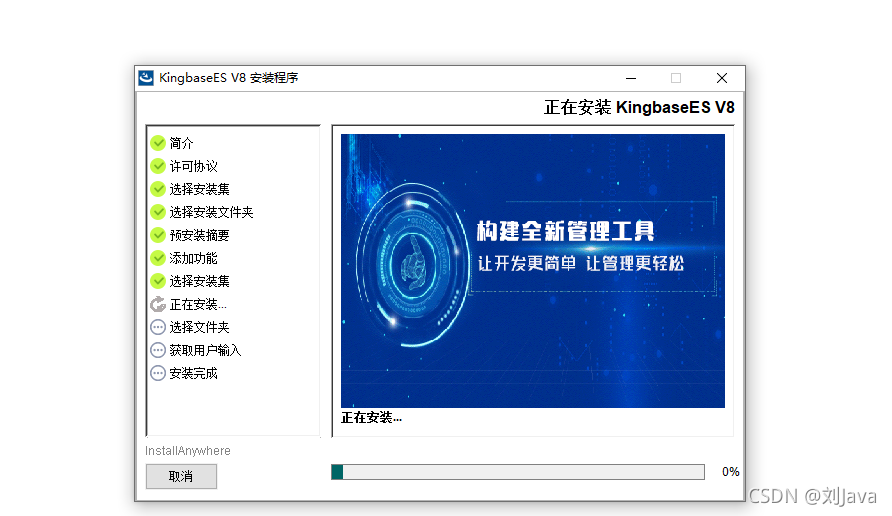 KingbaseES V8 安装程序
正在安装 KingbaseES V8
简介
许可协议
选择安装集
选择安装文件夹
预安装摘要
添加功能
选择安装集
正在安装...
选择文件夹
获取用户输入
安装完成
构建全新管理工具
让开发更简单 让管理更轻松
正在安装...
InstallAnywhere
取消
0%
CSDN @刘Java